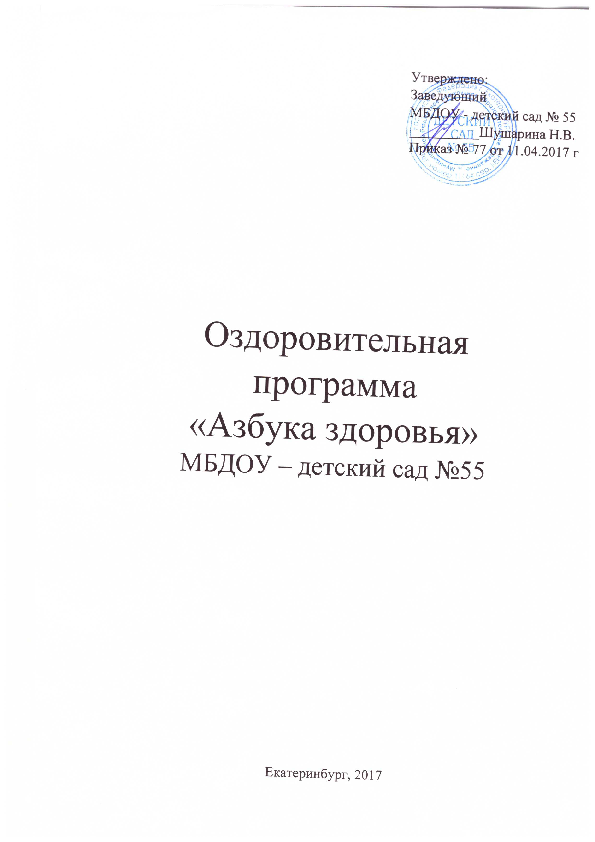 Утверждено:
Заведующий
МБДОУ - детский сад № 55
__________Шушарина Н.В.
Приказ № 77 от 11.04.2017 г
Оздоровительная
программа
«Азбука здоровья»
МБДОУ – детский сад №55
Екатеринбург, 2017